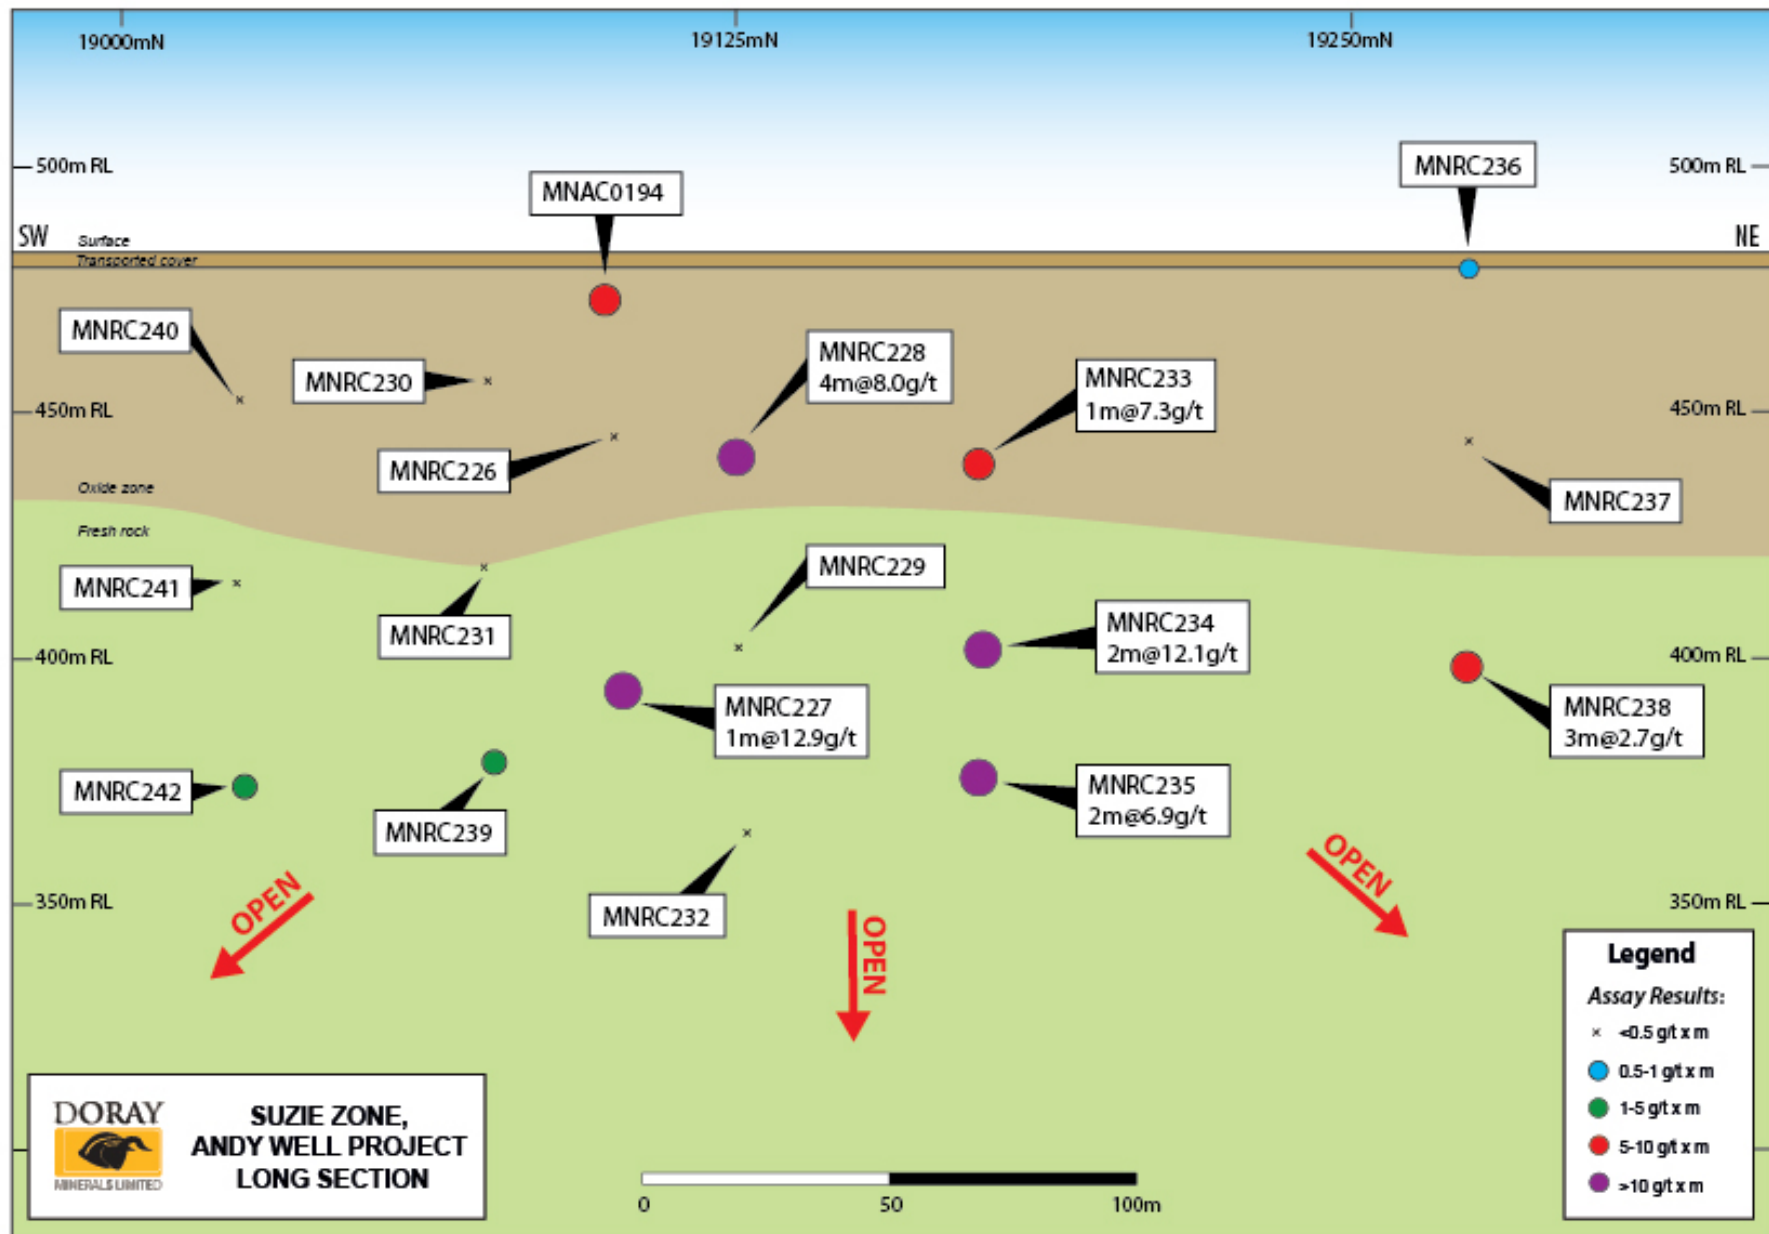 19000mN
19125mN
19250mN
500m RL
500m RL
MNRC236
MNAC0194
SW
Surface
NE
Transported cover
MNRC240
MNRC230
MNRC228
4m@8.0g/t
MNRC233
1m@7.3g/t
450m RL
450m RL
MNRC226
Oxide zone
MNRC237
Fresh rock
MNRC241
MNRC229
MNRC231
MNRC234
2m@12.1g/t
400m RL
400m RL
MNRC227
1m@12.9g/t
MNRC238
3m@2.7g/t
MNRC242
MNRC239
MNRC235
2m@6.9g/t
OPEN
OPEN
350m RL
350m RL
MNRC232
OPEN
Legend
Assay Results:
× <0.5 g/t x m
0.5-1 g/t x m
1-5 g/t x m
5-10 g/t x m
>10 g/t x m
DORAY
MINERALS LIMITED
SUZIE ZONE,
ANDY WELL PROJECT
LONG SECTION
0
50
100m